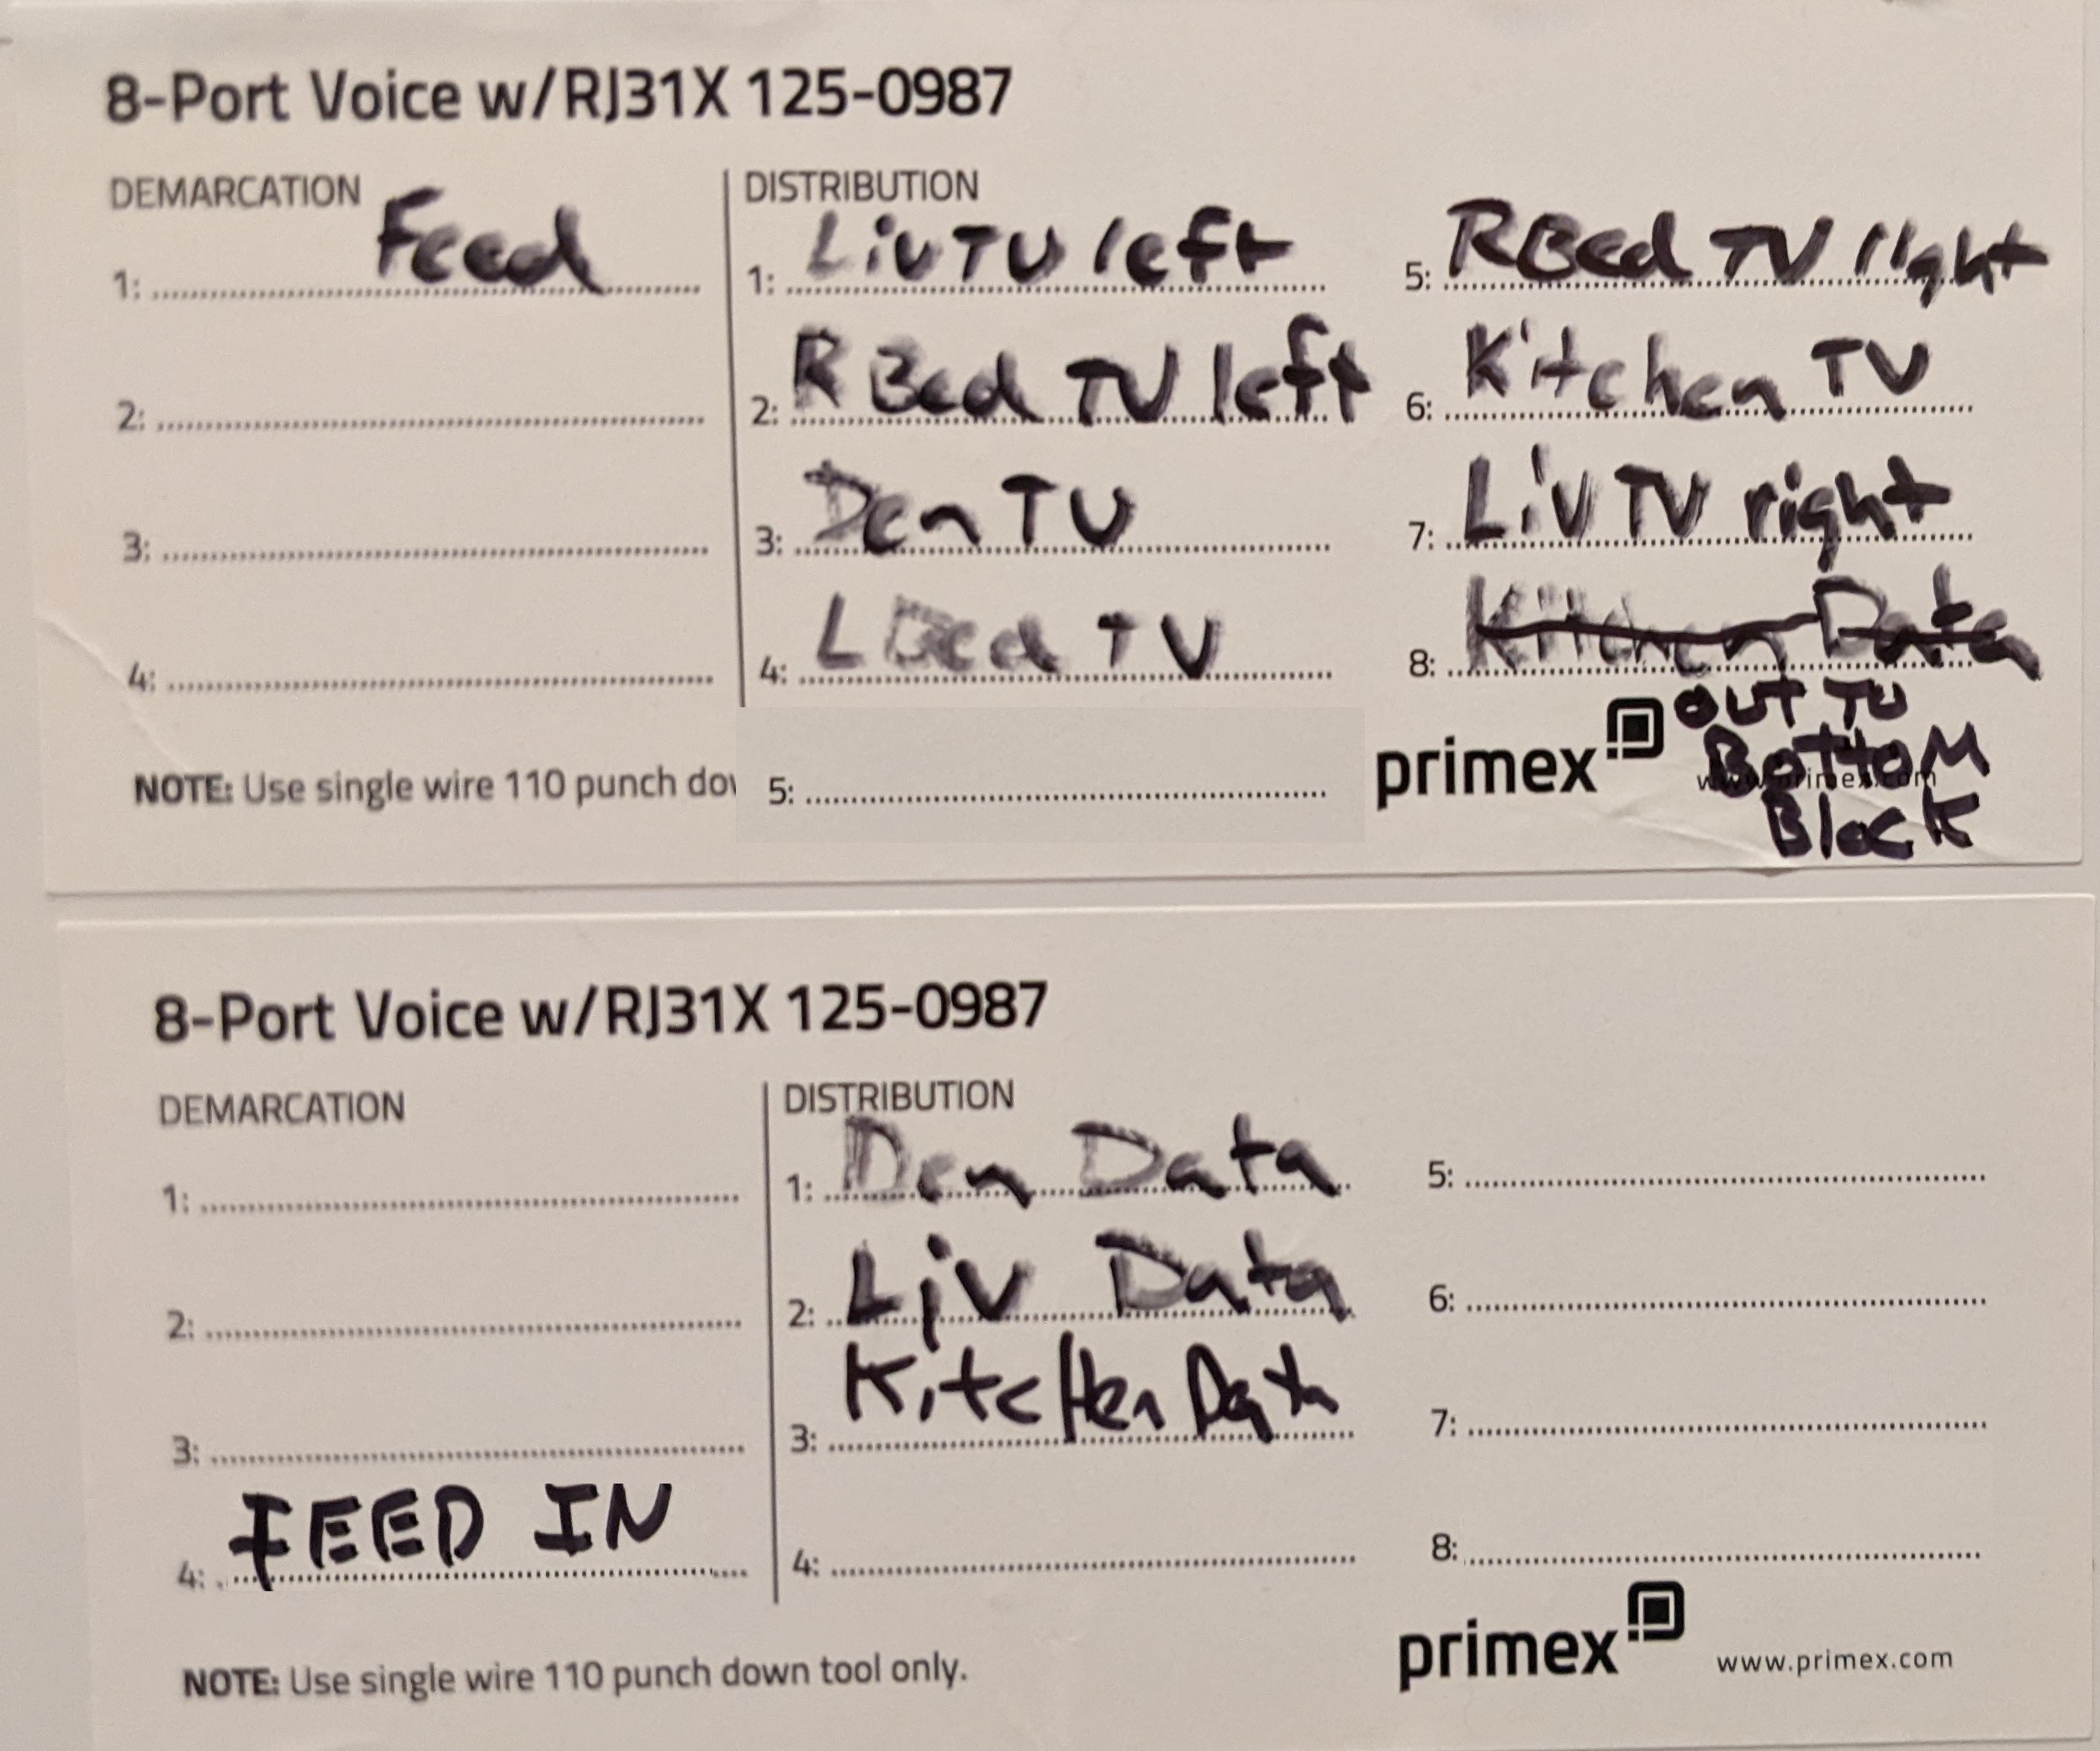 8-Port Voice w/RJ31X 125-0987
DEMARCATION
1: Feed
2:
3:
4:
DISTRIBUTION
1: Liv TV left
2: R Bed TV left
3: Den TV
4: L Bed TV
5:
5: R Bed TV right
6: Kitchen TV
7: Liv TV right
8: Kitchen Data
OUT TO
BOTTOM
BlocK
NOTE: Use single wire 110 punch dow
primex
www.primex.com
8-Port Voice w/RJ31X 125-0987
DEMARCATION
1:
2:
3:
4: FEED IN
DISTRIBUTION
1: Den Data
2: Liv Data
3: KitcHen Data
4:
5:
6:
7:
8:
NOTE: Use single wire 110 punch down tool only.
primex
www.primex.com